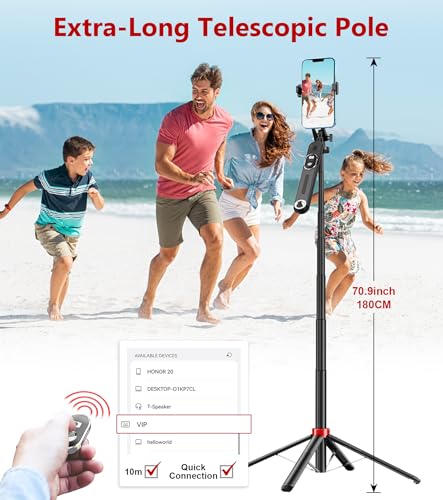 Extra-Long Telescopic Pole
70.9inch
180CM
AVAILABLE DEVICES
HONOR 20
DESKTOP-O1KP7CL
T-Speaker
VIP
helloworld
10m
Quick
Connection